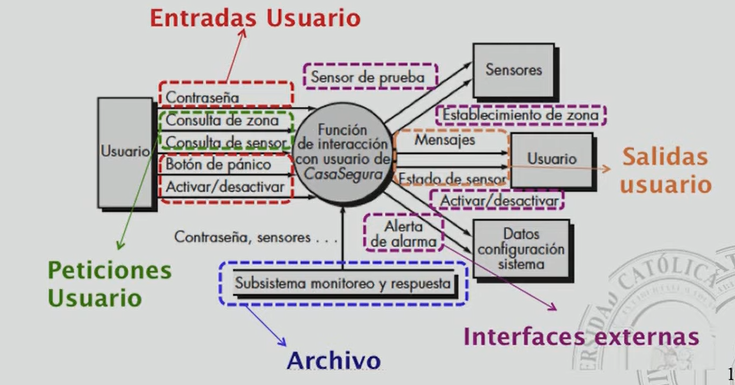 Entradas Usuario
Sensor de prueba
Sensores
Contraseña
Consulta de zona
Consulta de sensor
Botón de pánico
Activar/desactivar
Usuario
Función
de interacción
con usuario de
CasaSegura
Establecimiento de zona
Mensajes
Estado de sensor
Usuario
Salidas
usuario
Activar/desactivar
Alerta
de alarma
Datos
configuración
sistema
Contraseña, sensores . . .
Peticiones
Usuario
Subsistema monitoreo y respuesta
Interfaces externas
Archivo
CATÓLICA
1